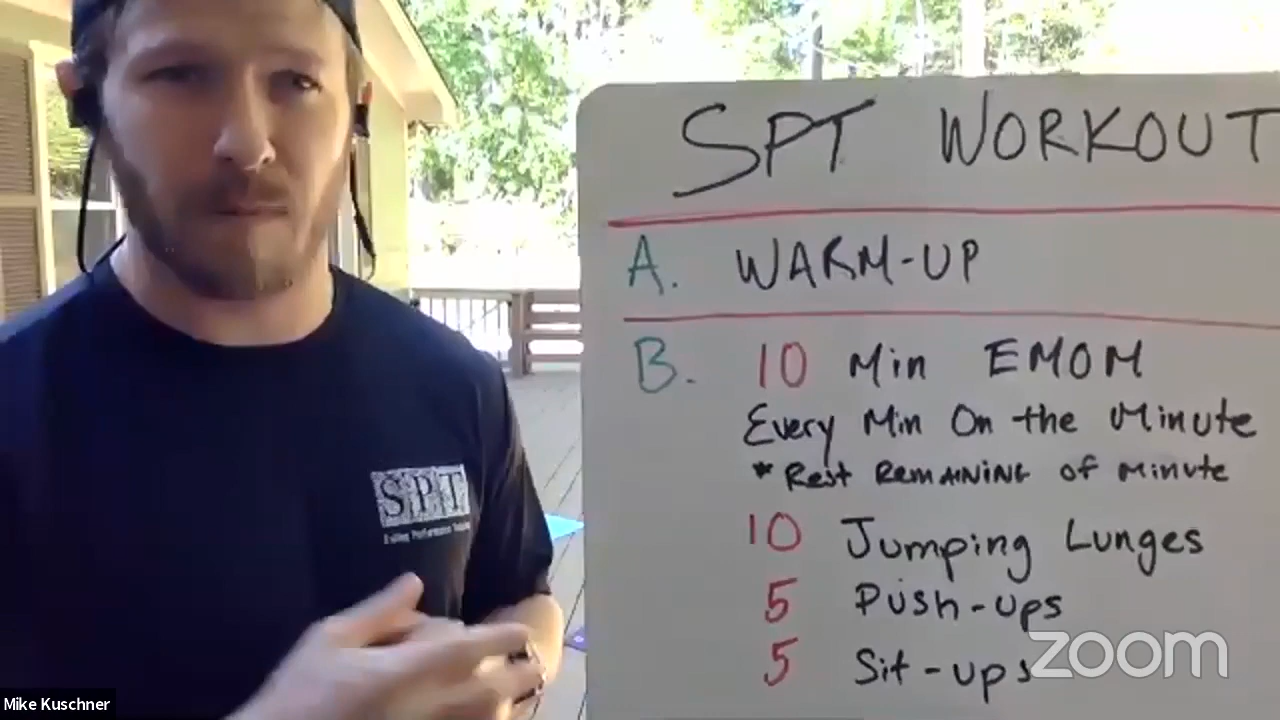 SPT WORKOUT
A. WARM-UP
B. 10 Min EMOM
Every Min On the Minute
* Rest REMAINING of Minute
10 Jumping Lunges
5 Push-ups
5 Sit-ups
SPT
zoom
Mike Kuschner